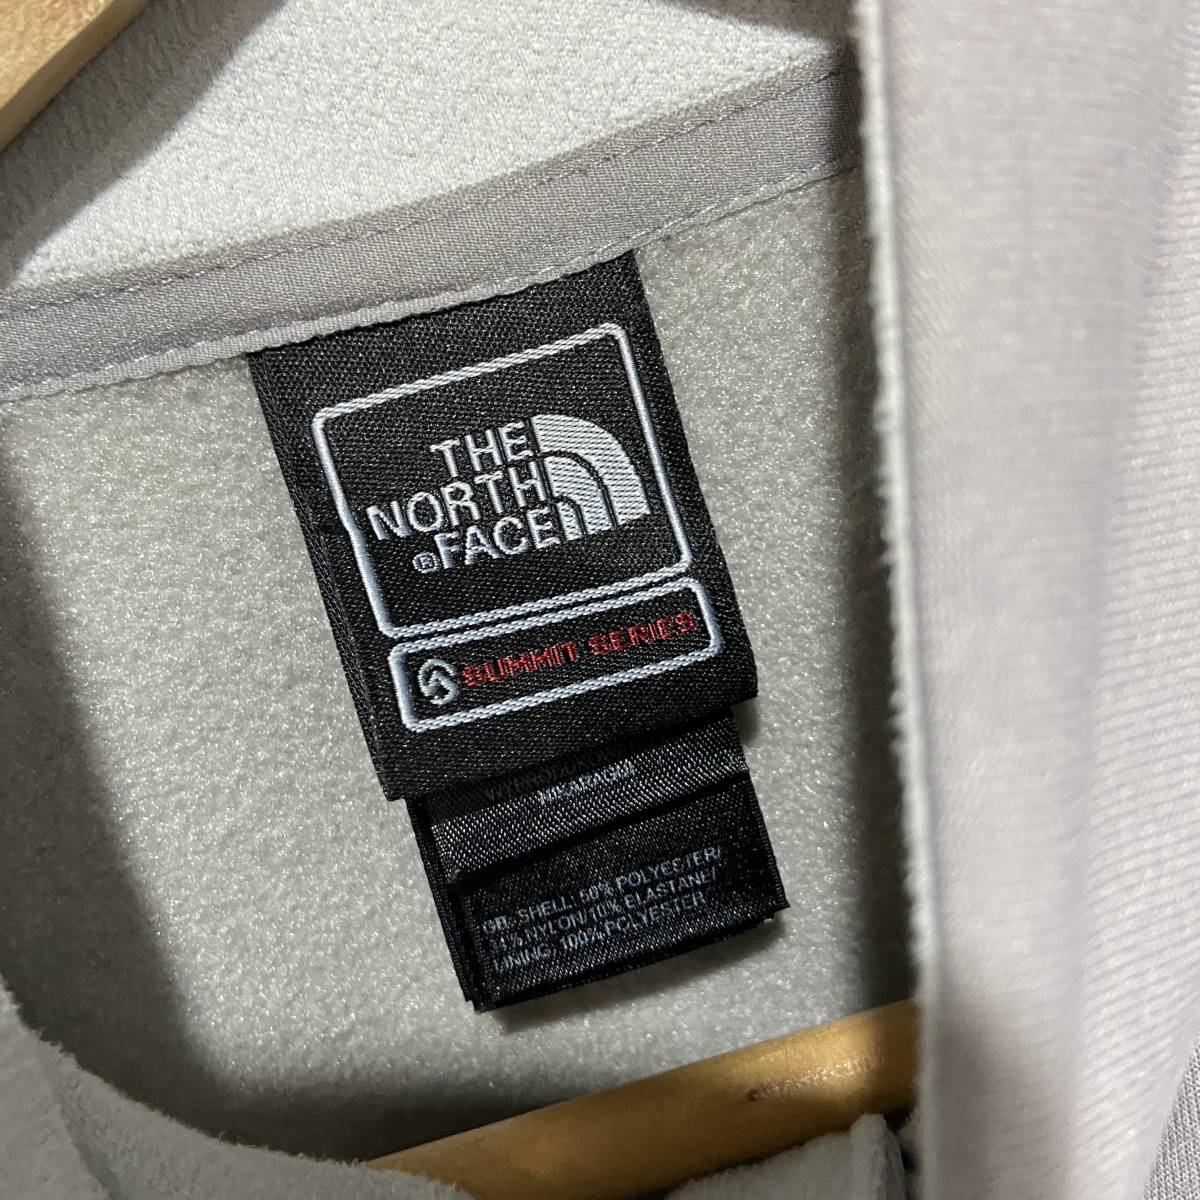 THE
NORTH
® FACE
SUMMIT SERIES
GB: SHELL: 50% POLYESTER/
NYLON/10% ELASTANE/
LINING: 100% POLYESTER